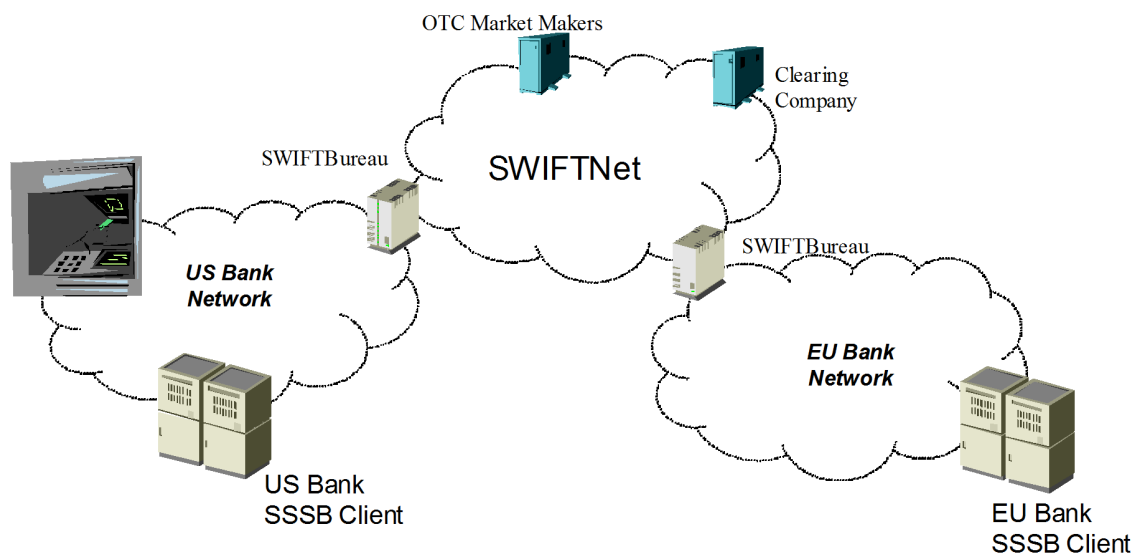 OTC Market Makers
Clearing
Company
SWIFTBureau
SWIFTNet
SWIFTBureau
US Bank
Network
EU Bank
Network
US Bank
SSSB Client
EU Bank
SSSB Client